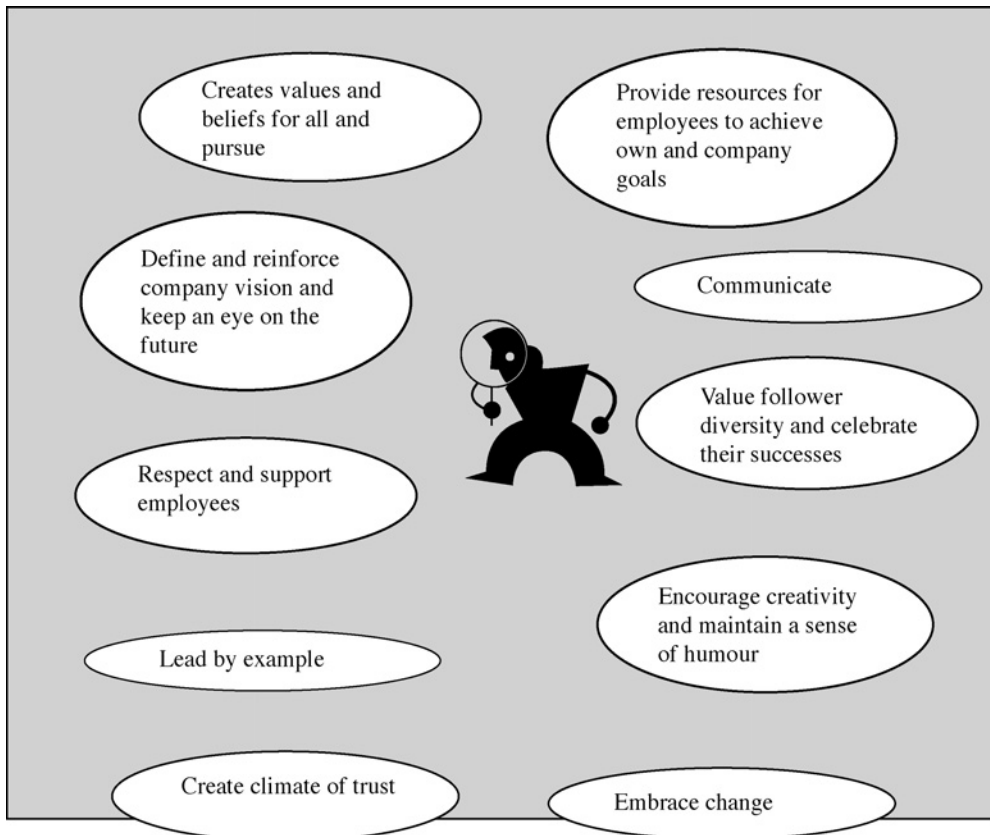 Creates values and
beliefs for all and
pursue
Define and reinforce
company vision and
keep an eye on the
future
Respect and support
employees
Lead by example
Create climate of trust
Provide resources for
employees to achieve
own and company
goals
Communicate
Value follower
diversity and celebrate
their successes
Encourage creativity
and maintain a sense
of humour
Embrace change